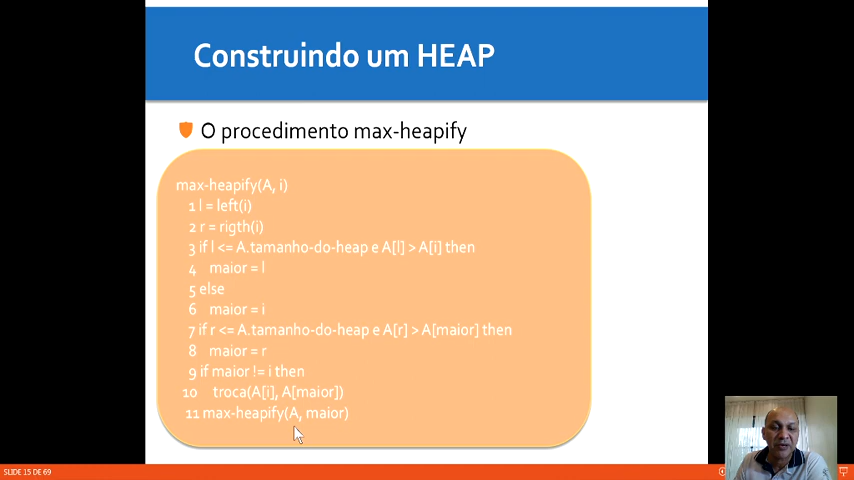 Construindo um HEAP
O procedimento max-heapify
max-heapify(A, i)
1 l = left(i)
2 r = rigth(i)
3 if l <= A.tamanho-do-heap e A[l] > A[i] then
4 maior = l
5 else
6 maior = i
7 if r <= A.tamanho-do-heap e A[r] > A[maior] then
8 maior = r
9 if maior != i then
10 troca(A[i], A[maior])
11 max-heapify(A, maior)
SLIDE 15 DE 69